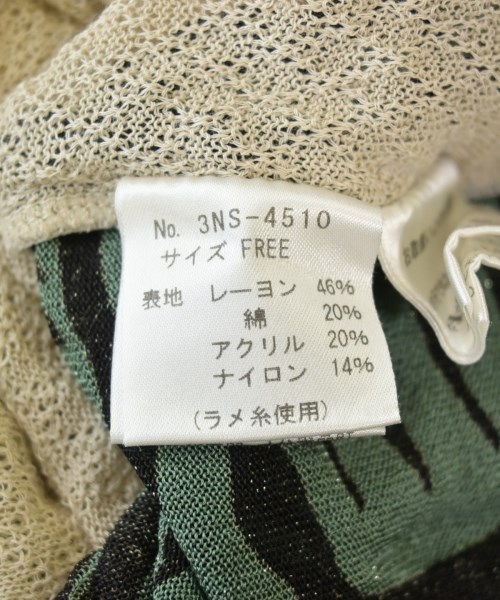 No. 3NS-4510
サイズ FREE
表地 レーヨン 46%
綿 20%
アクリル 20%
ナイロン 14%
(ラメ糸使用)